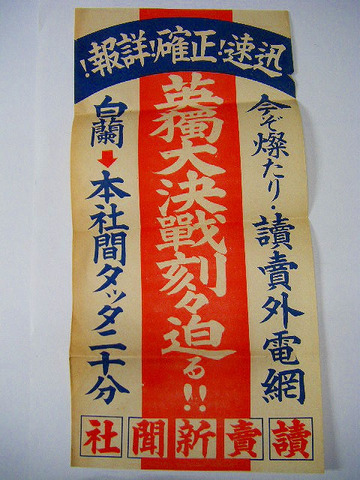 迅速!正確!詳報!
今ぞ燦たり・讀賣外電網
英獨大決戰刻々迫る!!
白蘭➡本社間タッタ二十分
讀賣新聞社